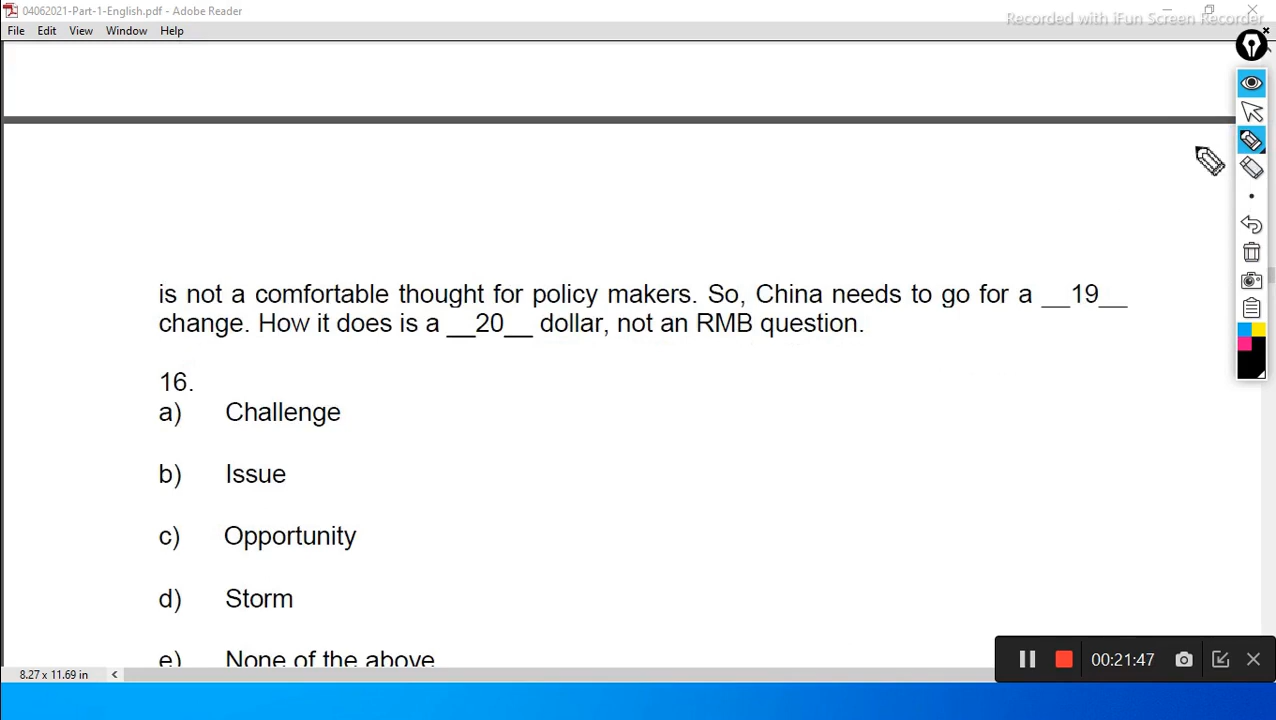 04062021-Part-1-English.pdf - Adobe Reader
Recorded with iFun Screen Recorder
File Edit View Window Help
is not a comfortable thought for policy makers. So, China needs to go for a __19__
change. How it does is a __20__ dollar, not an RMB question.
16.
a) Challenge
b) Issue
c) Opportunity
d) Storm
e) None of the above
00:21:47
8.27 x 11.69 in